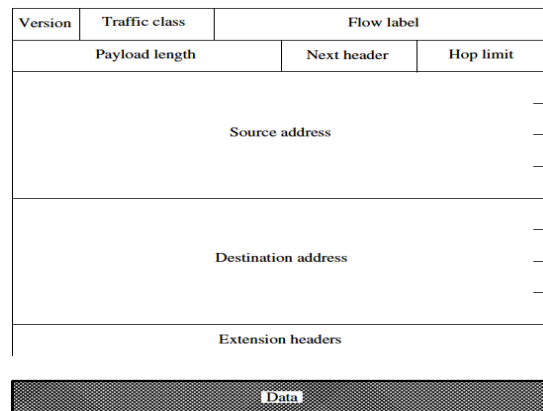 Version Traffic class Flow label
Payload length Next header Hop limit
Source address
Destination address
Extension headers
Data